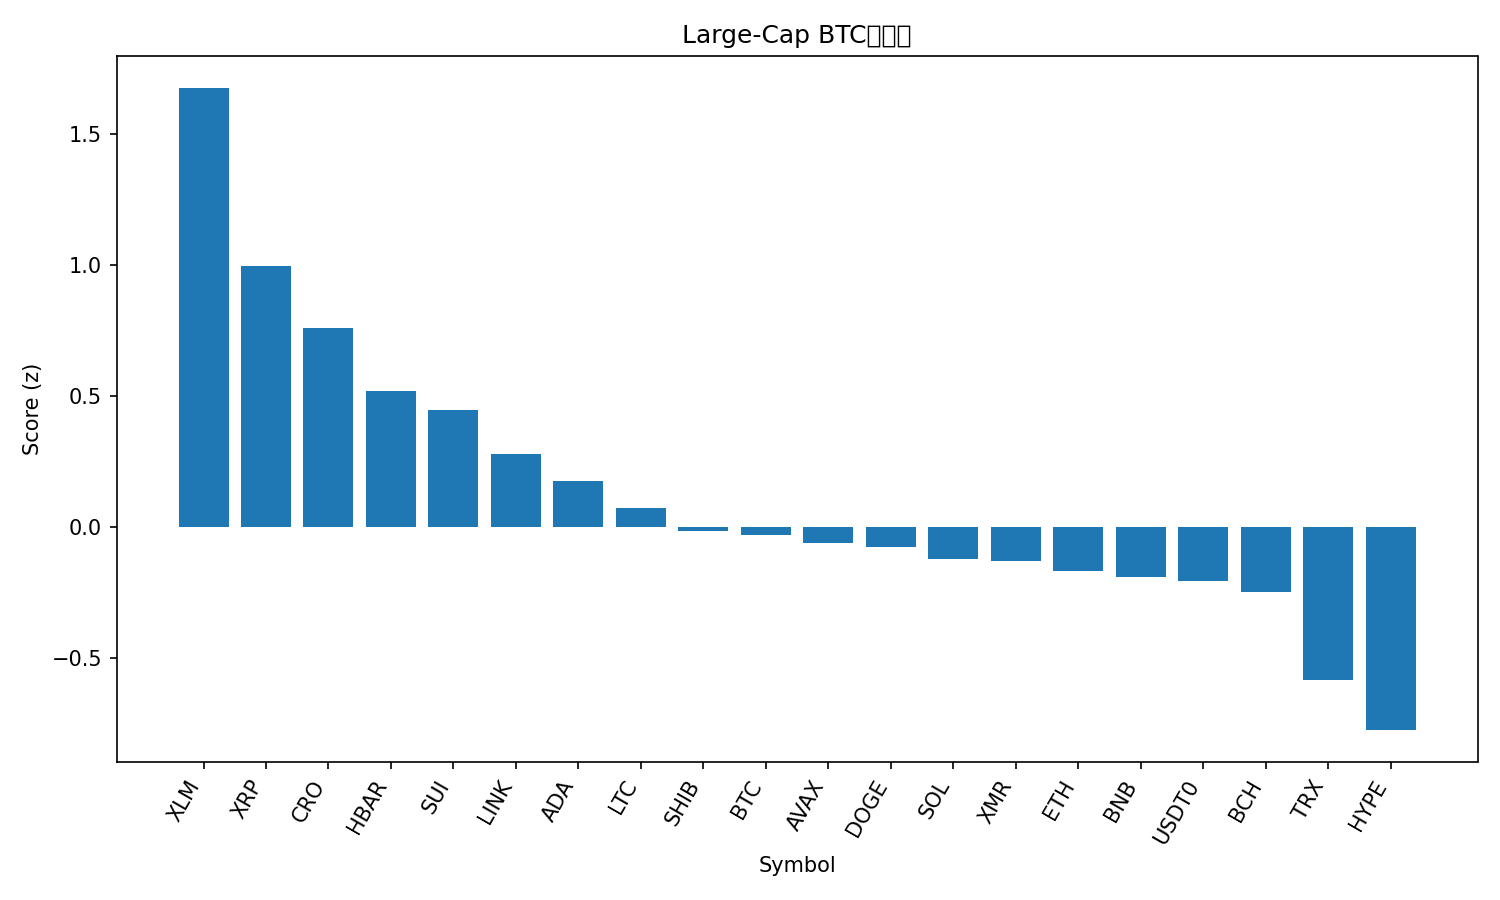 Large-Cap BTC
1.5
1.0
0.5
0.0
−0.5
Score (z)
XLM
XRP
CRO
HBAR
SUI
LINK
ADA
LTC
SHIB
BTC
AVAX
DOGE
SOL
XMR
ETH
BNB
USDT0
BCH
TRX
HYPE
Symbol